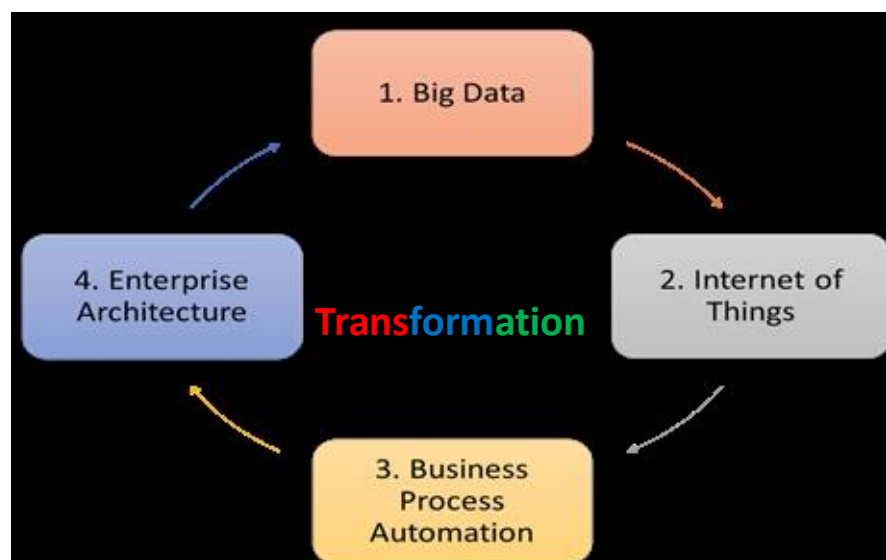 1. Big Data
2. Internet of
Things
3. Business
Process
Automation
4. Enterprise
Architecture
Transformation